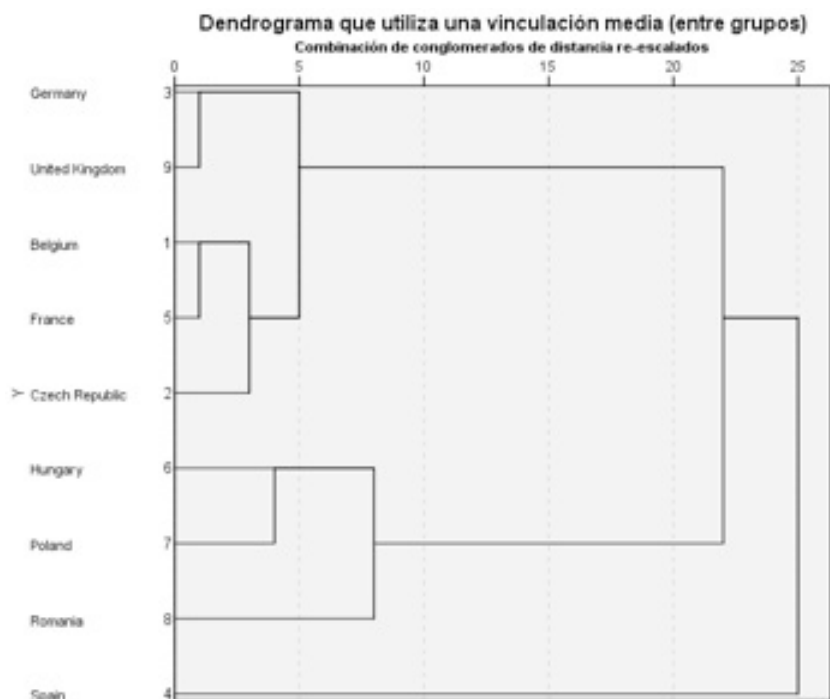 Dendrograma que utiliza una vinculación media (entre grupos)
Combinación de conglomerados de distancia re-escalados
0 5 10 15 20 25
Germany 3
United Kingdom 9
Belgium 1
France 5
Y Czech Republic 2
Hungary 6
Poland 7
Romania 8
Spain 4